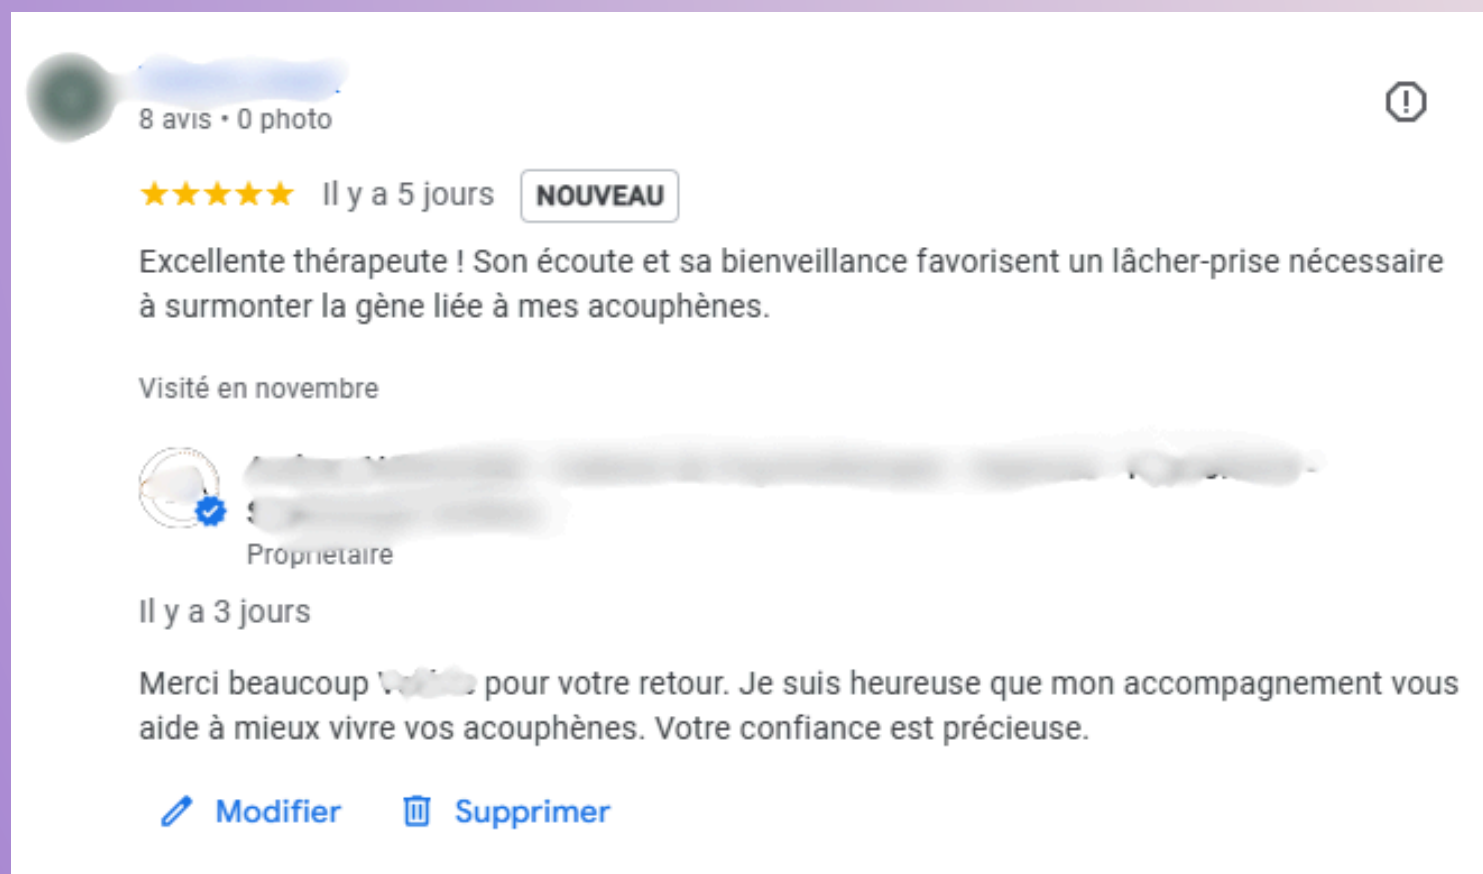 8 avis • 0 photo
Il y a 5 jours NOUVEAU
Excellente thérapeute ! Son écoute et sa bienveillance favorisent un lâcher-prise nécessaire
à surmonter la gène liée à mes acouphènes.
Visité en novembre
Propriétaire
Il y a 3 jours
Merci beaucoup pour votre retour. Je suis heureuse que mon accompagnement vous
aide à mieux vivre vos acouphènes. Votre confiance est précieuse.
Modifier Supprimer